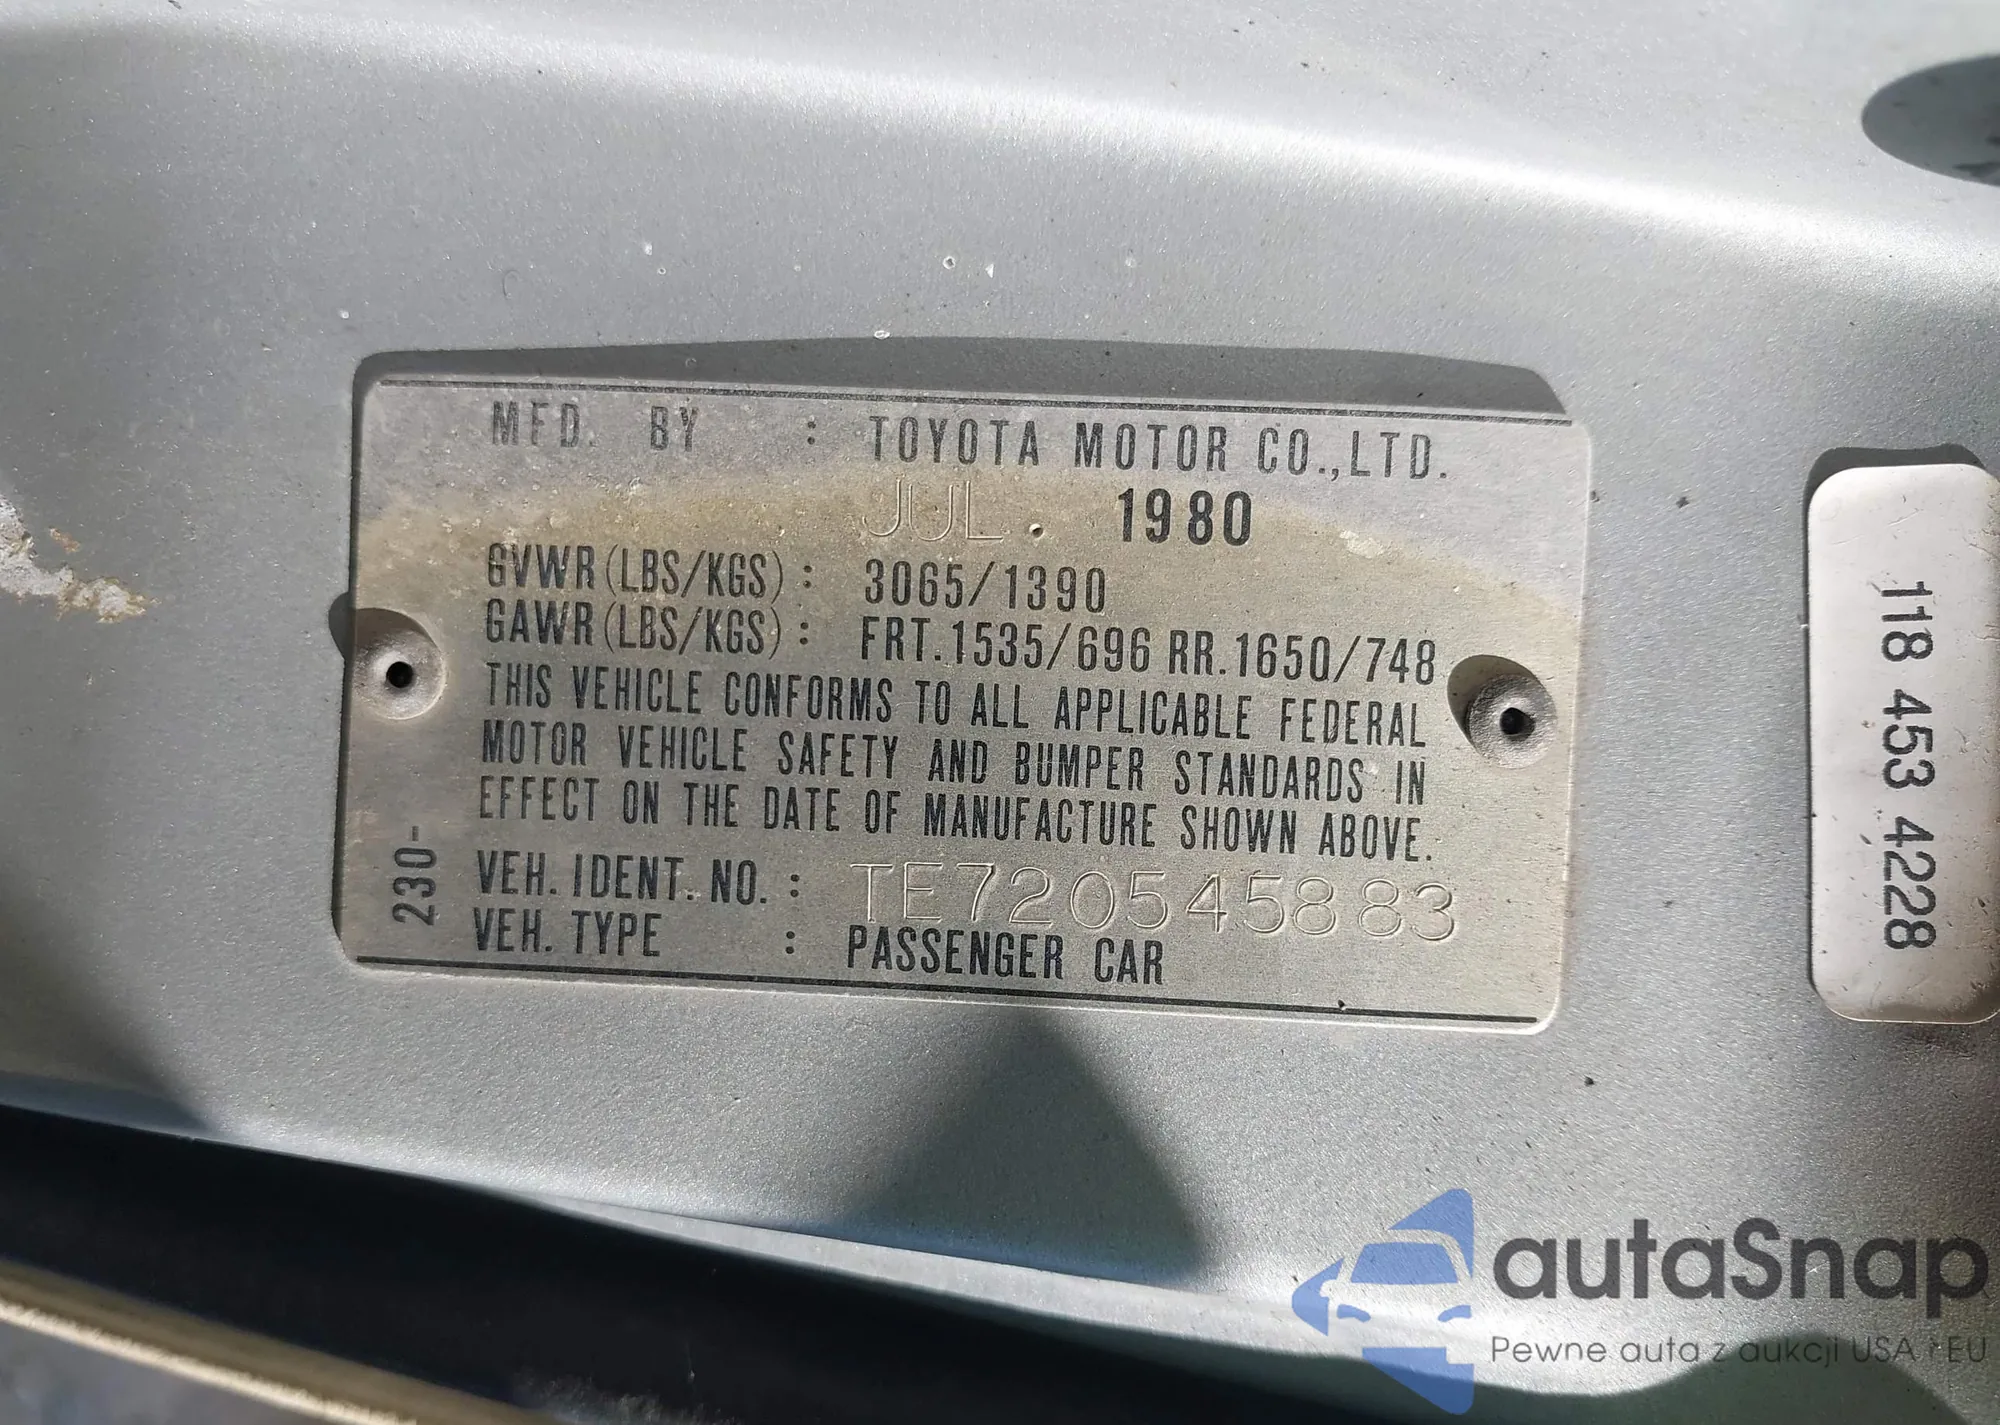 MFD. BY : TOYOTA MOTOR CO.,LTD.
JUL. 1980
GVWR(LBS/KGS): 3065/1390
GAWR(LBS/KGS): FRT.1535/696 RR.1650/748
THIS VEHICLE CONFORMS TO ALL APPLICABLE FEDERAL
MOTOR VEHICLE SAFETY AND BUMPER STANDARDS IN
EFFECT ON THE DATE OF MANUFACTURE SHOWN ABOVE.
VEH. IDENT. NO.: TE720545883
VEH. TYPE : PASSENGER CAR
230-
118 453 4228
autaSnap
Pewne auta z aukcji USA i EU